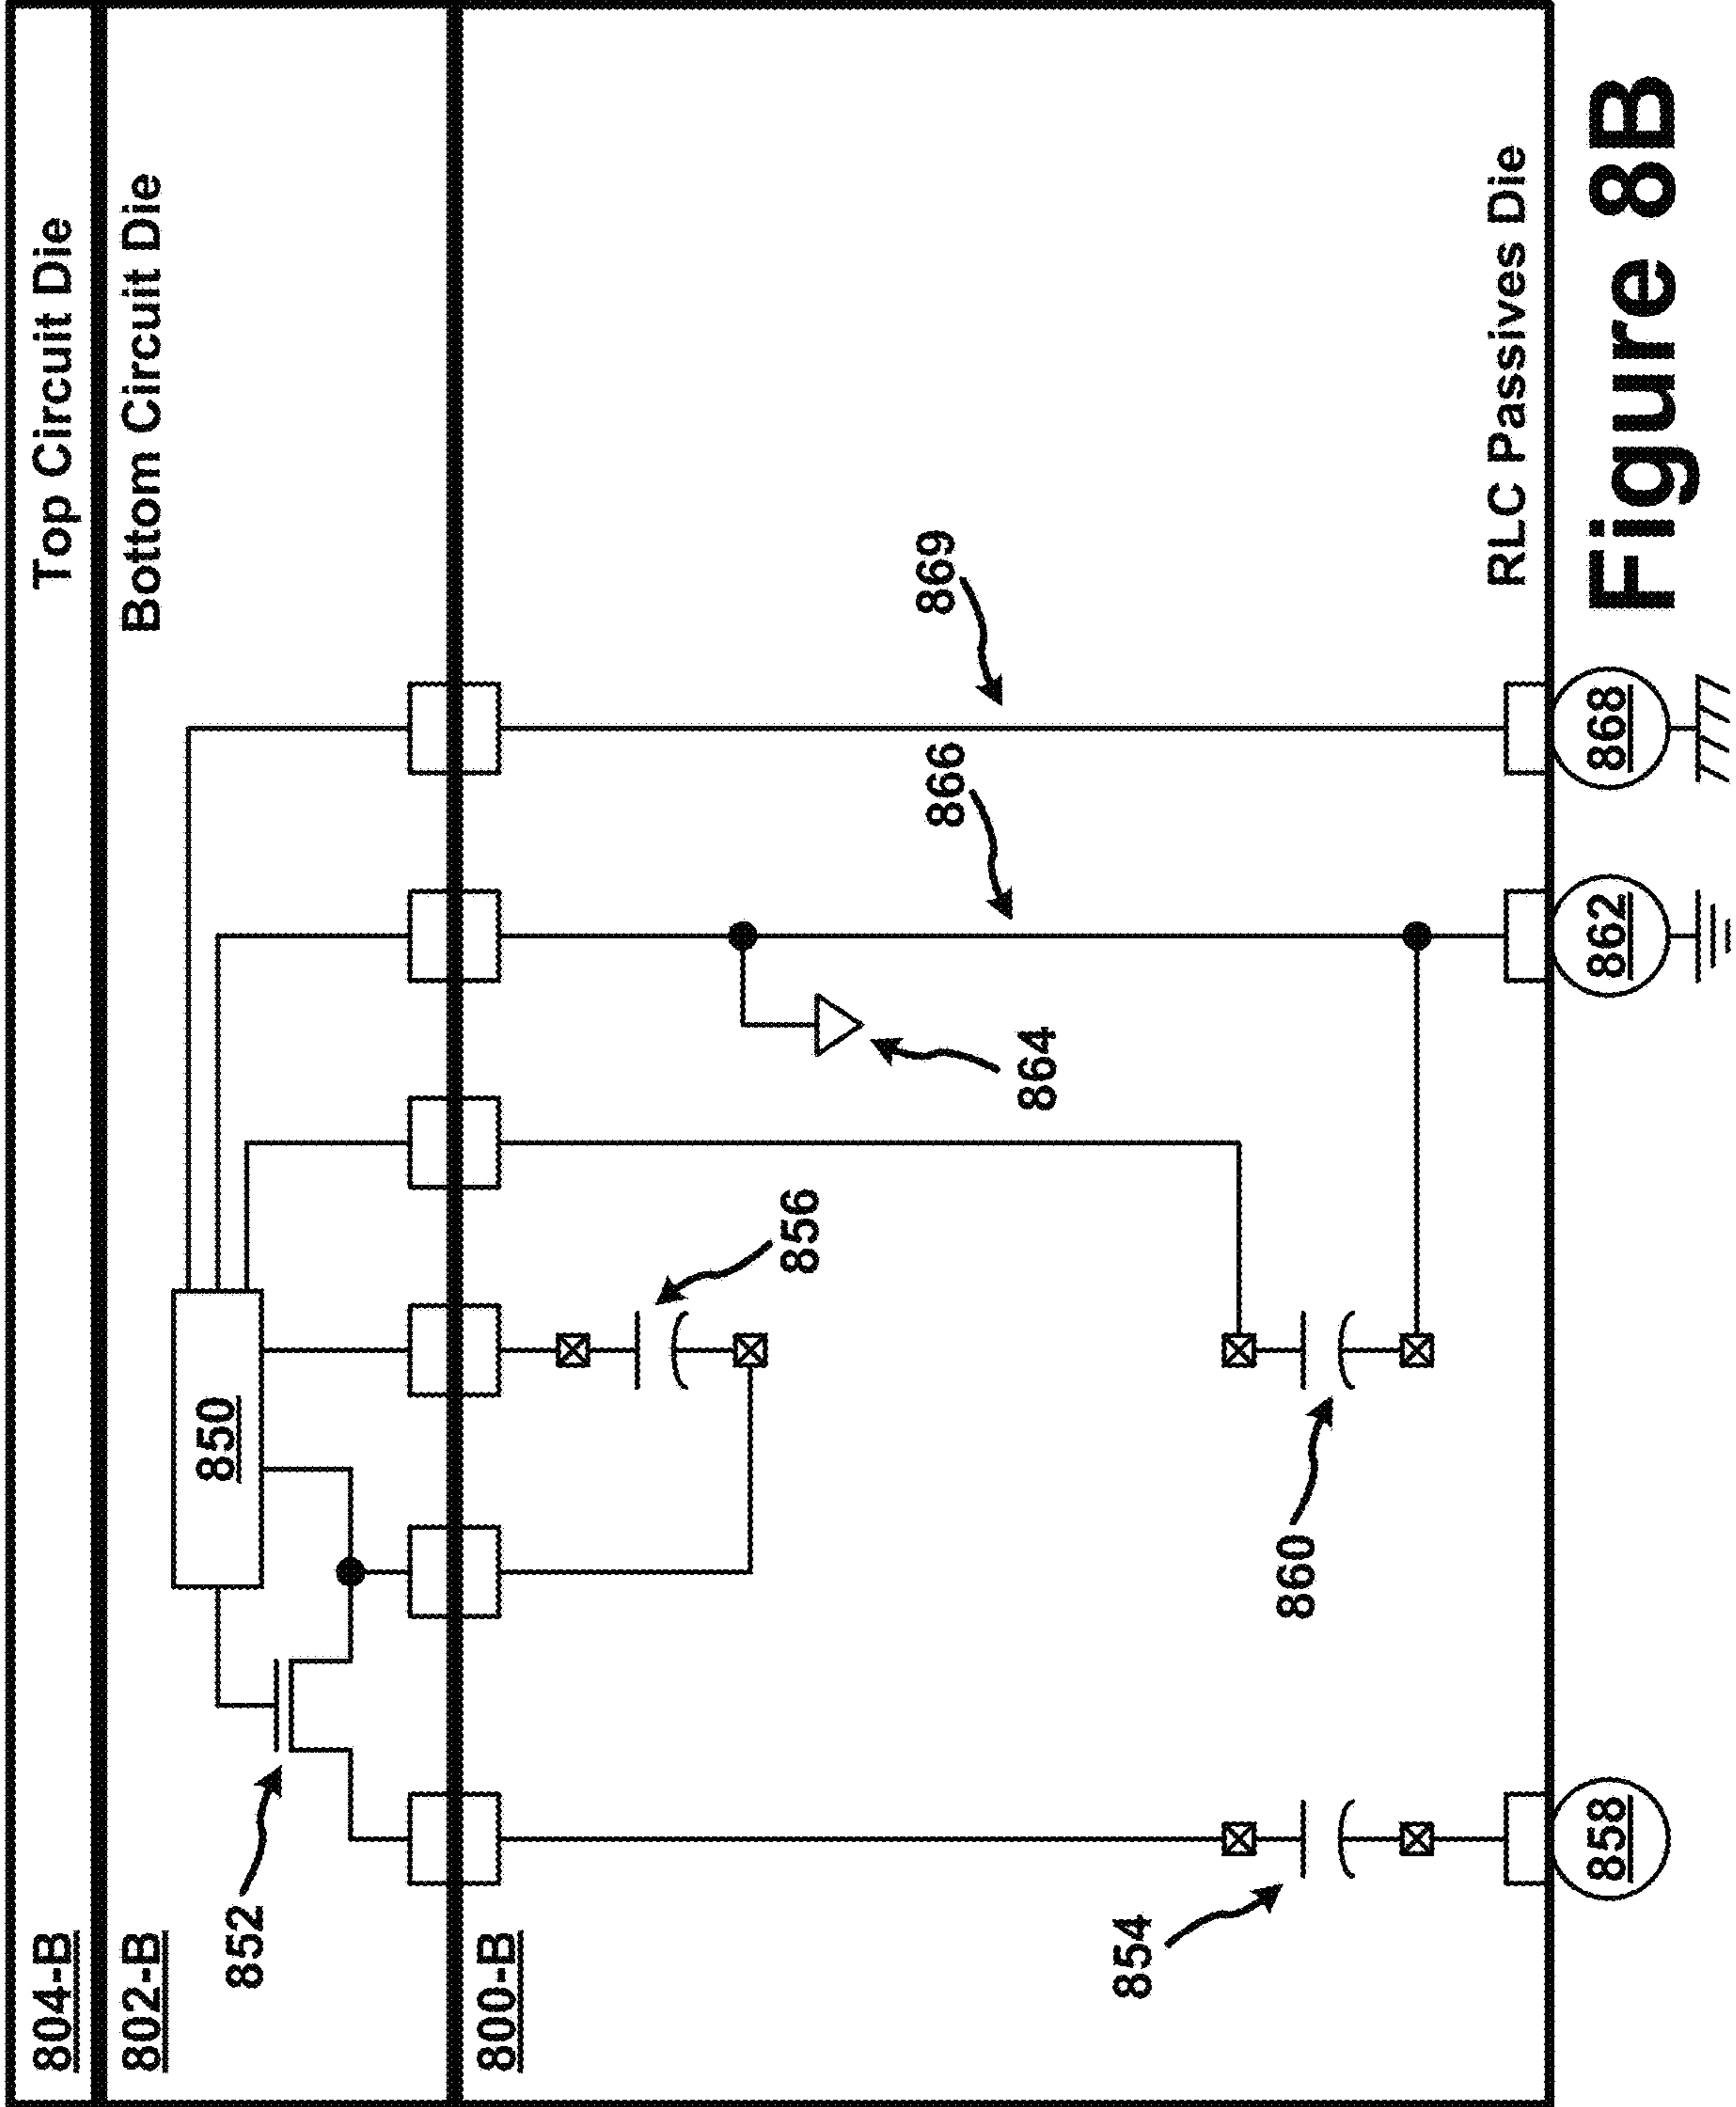 804-B
Top Circuit Die
802-B
Bottom Circuit Die
850
852
800-B
856
864
866
869
854
860
RLC Passives Die
858
862
868
Figure 8B